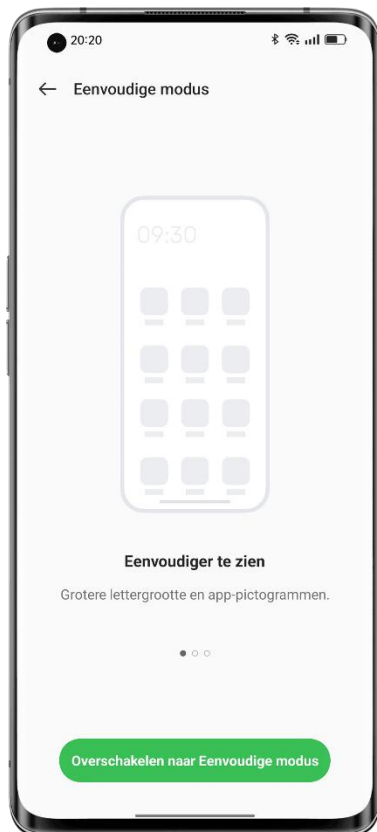 20:20
Eenvoudige modus
09:30
Eenvoudiger te zien
Grotere lettergrootte en app-pictogrammen.
Overschakelen naar Eenvoudige modus